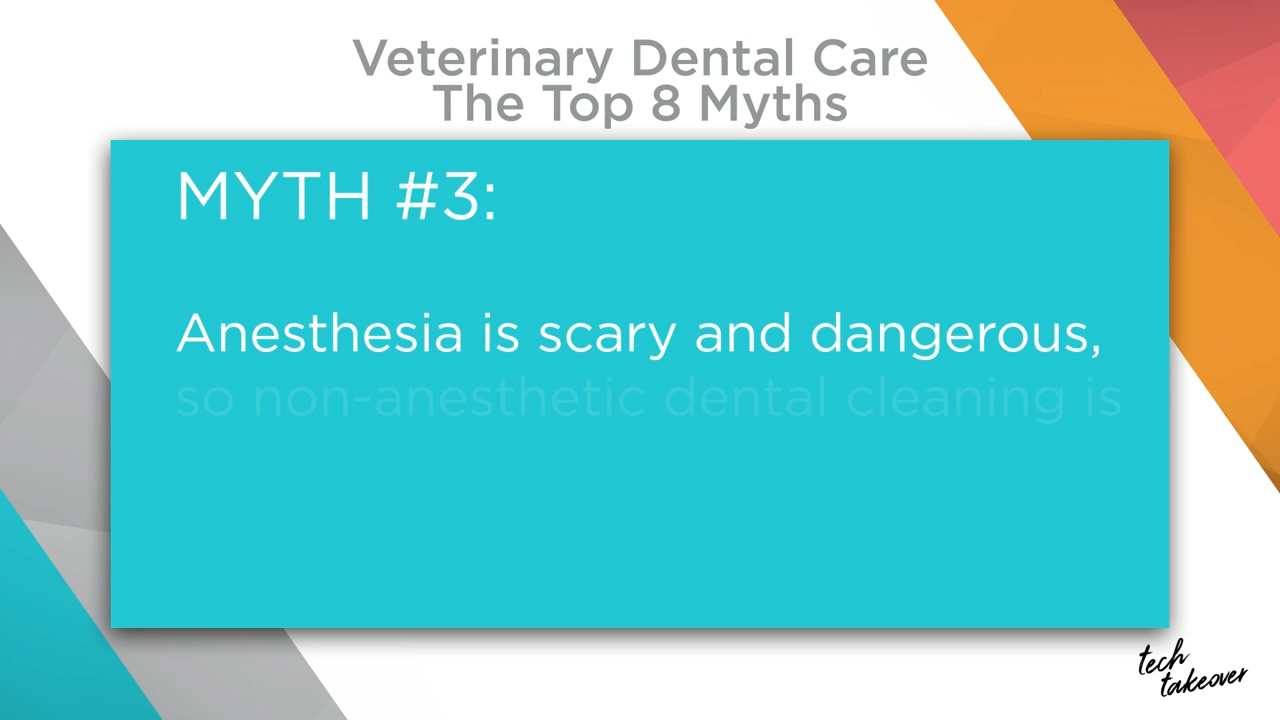 Veterinary Dental Care
The Top 8 Myths
MYTH #3:
Anesthesia is scary and dangerous,
so non-anesthetic dental cleaning is
tech
takeover